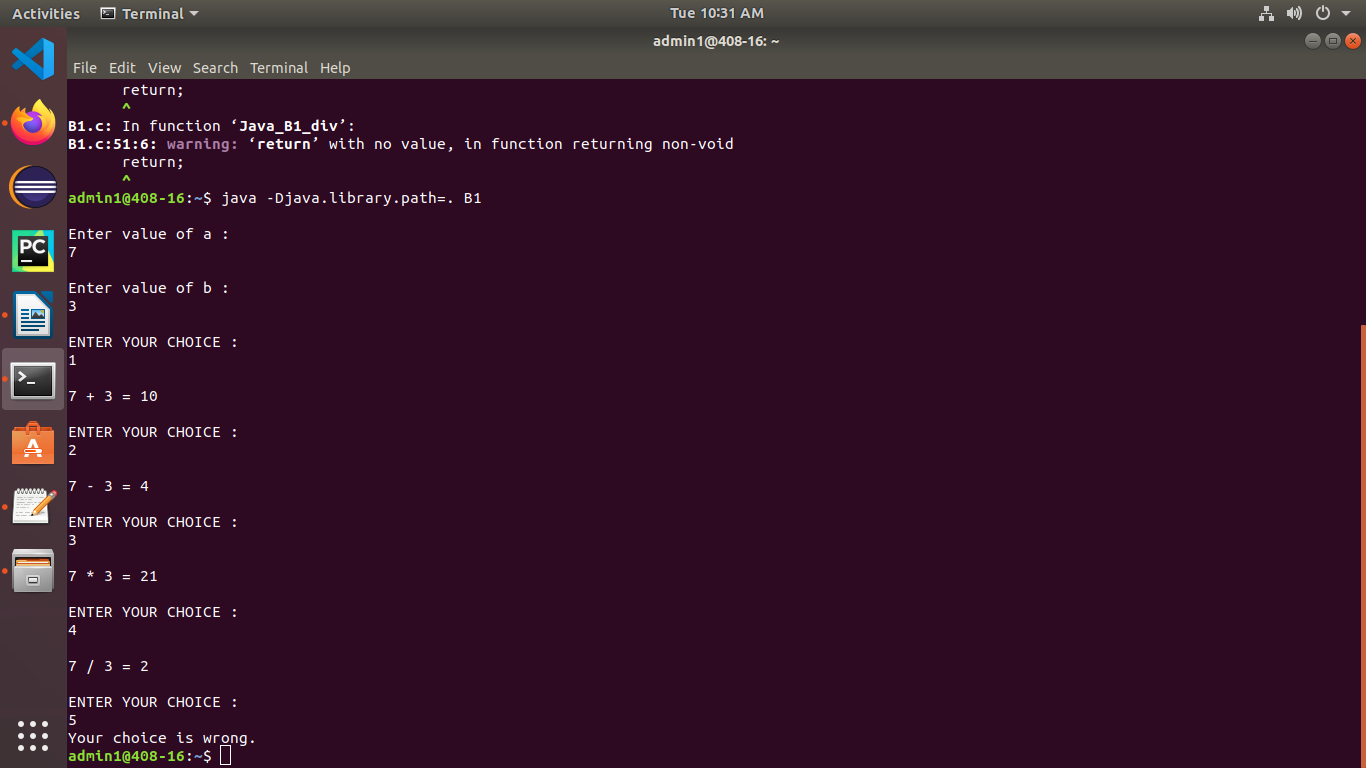 Activities Terminal Tue 10:31 AM
admin1@408-16: ~
File Edit View Search Terminal Help
return;
^
B1.c: In function ‘Java_B1_div’:
B1.c:51:6: warning: ‘return’ with no value, in function returning non-void
return;
^
admin1@408-16:~$ java -Djava.library.path=. B1
Enter value of a :
7
Enter value of b :
3
ENTER YOUR CHOICE :
1
7 + 3 = 10
ENTER YOUR CHOICE :
2
7 - 3 = 4
ENTER YOUR CHOICE :
3
7 * 3 = 21
ENTER YOUR CHOICE :
4
7 / 3 = 2
ENTER YOUR CHOICE :
5
Your choice is wrong.
admin1@408-16:~$
PC